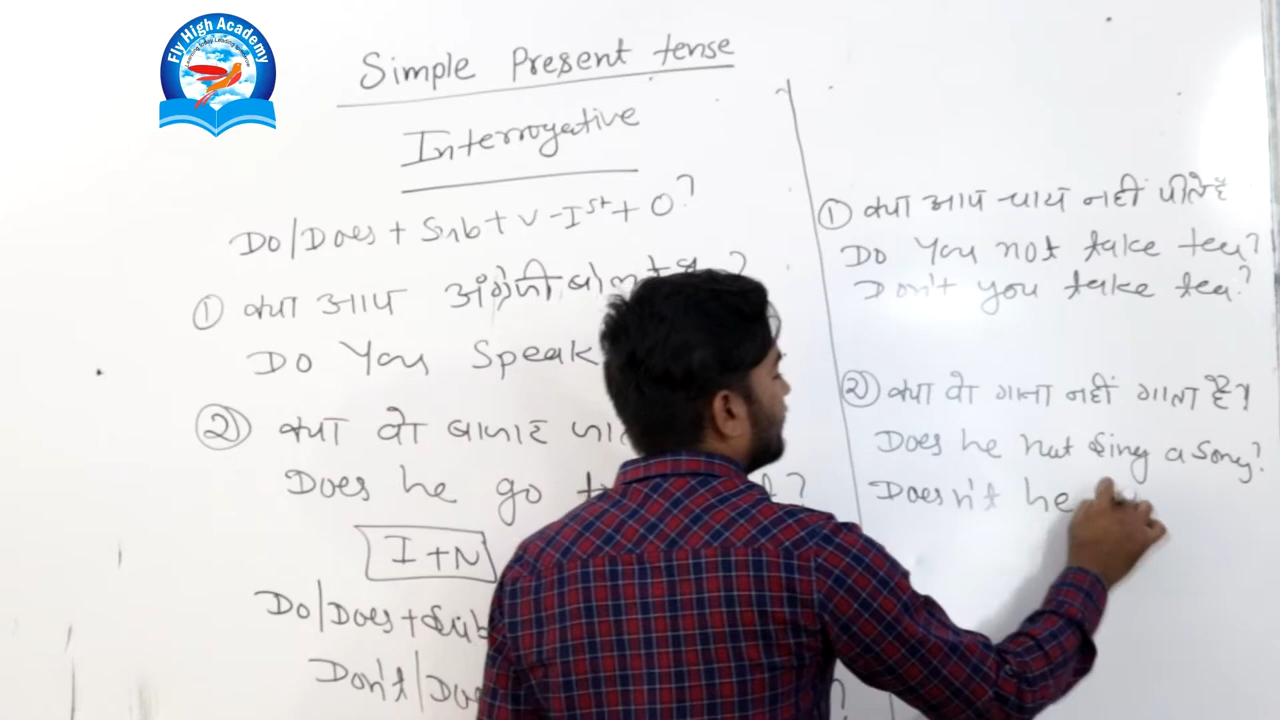 Fly High Academy
Simple Present tense
Interrogative
Do/Does + Sub + V-Ist + O?
① क्या आप अंग्रेजी
Do You Speak
② क्या वो बाजार
Does he go ?
I+N
Do/Does + Sub
Don't/Does
① क्या आप चाय नहीं पीते है
Do You not take tea?
Don't you take tea?
② क्या वो गाना नहीं गाता है?
Does he not sing a song?
Doesn't he